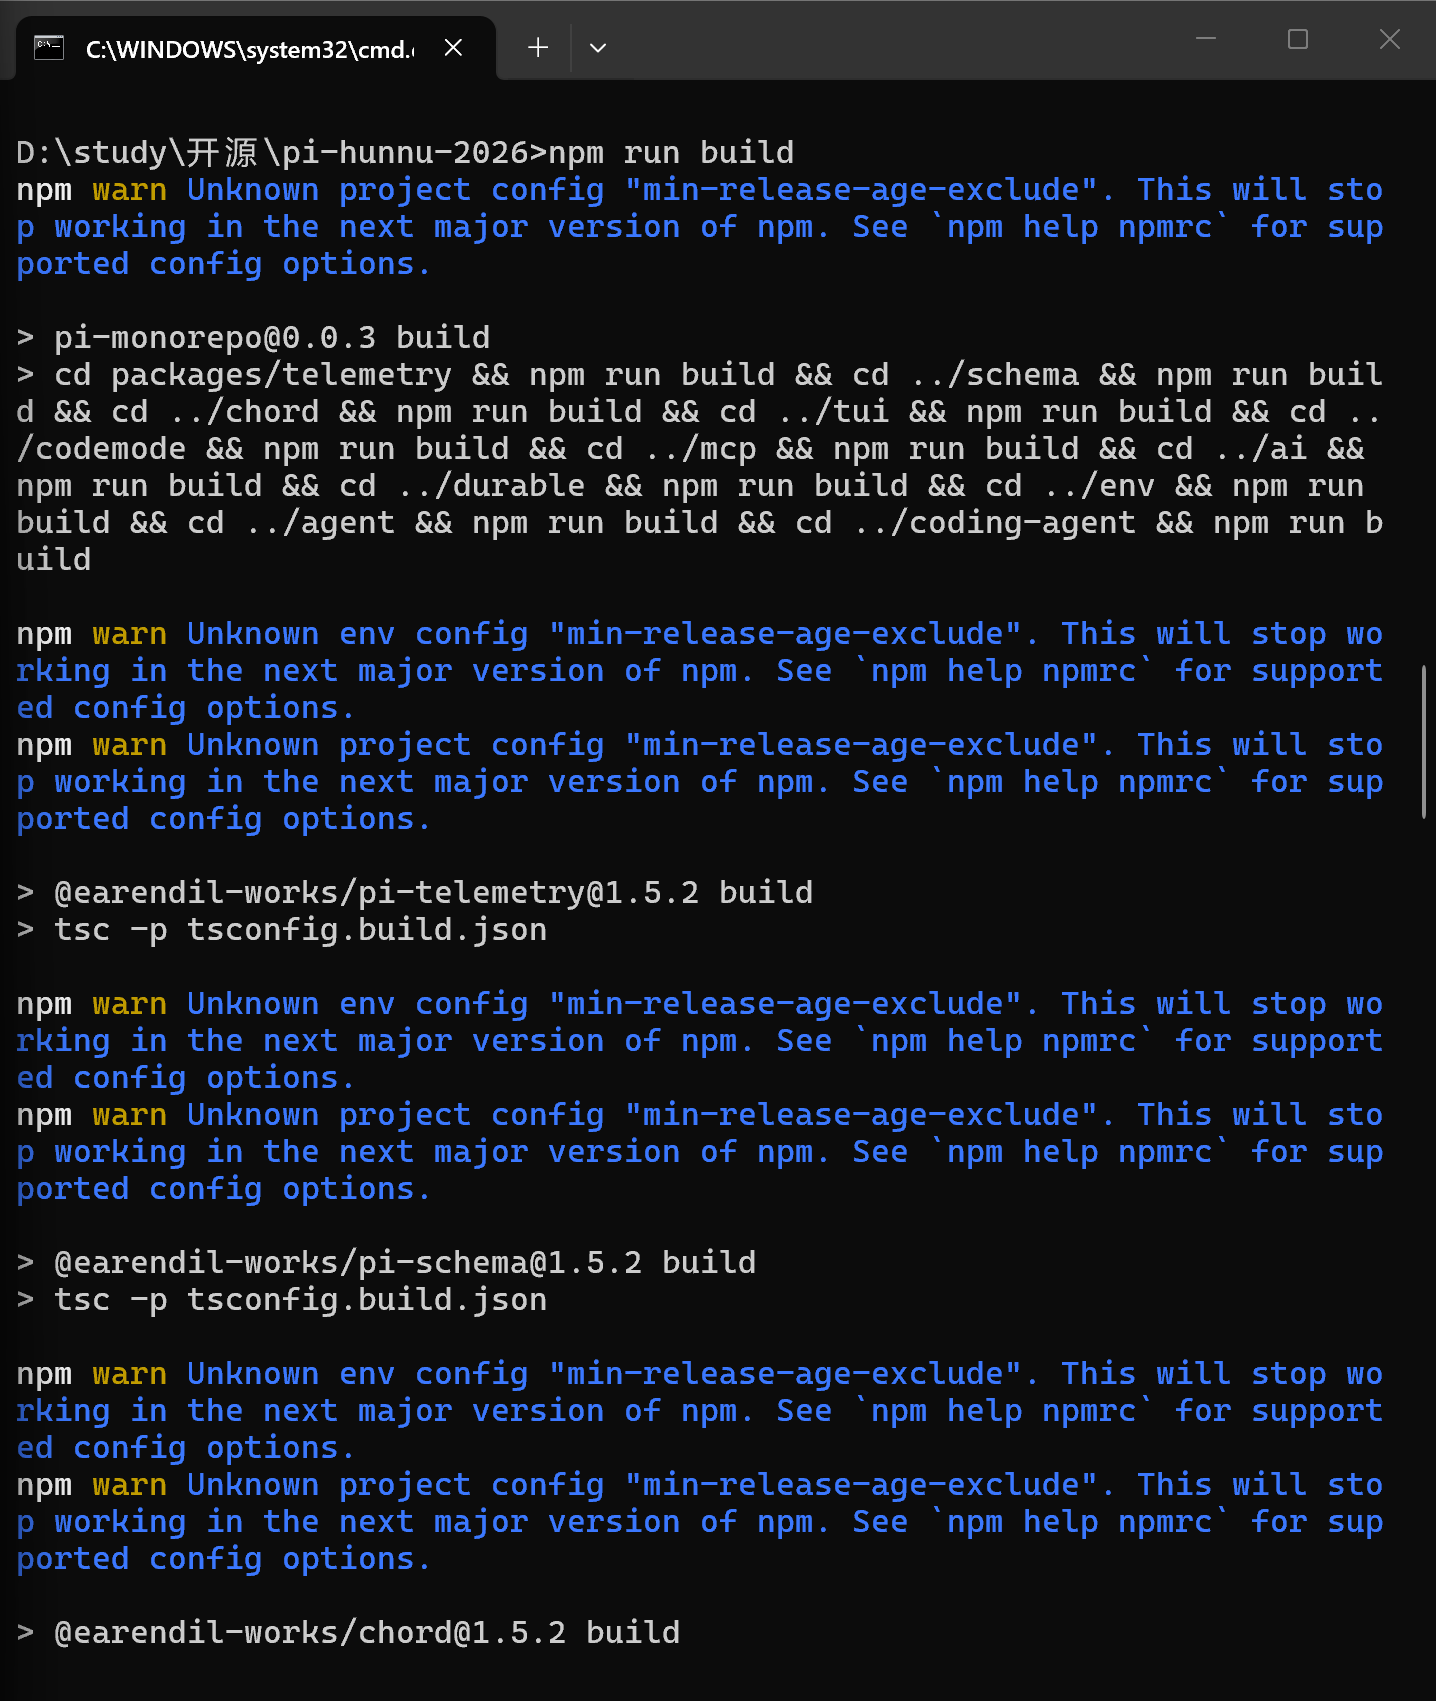 C:\WINDOWS\system32\cmd.e
D:\study\开源\pi-hunnu-2026>npm run build
npm warn Unknown project config "min-release-age-exclude". This will sto
p working in the next major version of npm. See `npm help npmrc` for sup
ported config options.
> pi-monorepo@0.0.3 build
> cd packages/telemetry && npm run build && cd ../schema && npm run buil
d && cd ../chord && npm run build && cd ../tui && npm run build && cd ..
/codemode && npm run build && cd ../mcp && npm run build && cd ../ai &&
npm run build && cd ../durable && npm run build && cd ../env && npm run
build && cd ../agent && npm run build && cd ../coding-agent && npm run b
uild
npm warn Unknown env config "min-release-age-exclude". This will stop wo
rking in the next major version of npm. See `npm help npmrc` for support
ed config options.
npm warn Unknown project config "min-release-age-exclude". This will sto
p working in the next major version of npm. See `npm help npmrc` for sup
ported config options.
> @earendil-works/pi-telemetry@1.5.2 build
> tsc -p tsconfig.build.json
npm warn Unknown env config "min-release-age-exclude". This will stop wo
rking in the next major version of npm. See `npm help npmrc` for support
ed config options.
npm warn Unknown project config "min-release-age-exclude". This will sto
p working in the next major version of npm. See `npm help npmrc` for sup
ported config options.
> @earendil-works/pi-schema@1.5.2 build
> tsc -p tsconfig.build.json
npm warn Unknown env config "min-release-age-exclude". This will stop wo
rking in the next major version of npm. See `npm help npmrc` for support
ed config options.
npm warn Unknown project config "min-release-age-exclude". This will sto
p working in the next major version of npm. See `npm help npmrc` for sup
ported config options.
> @earendil-works/chord@1.5.2 build